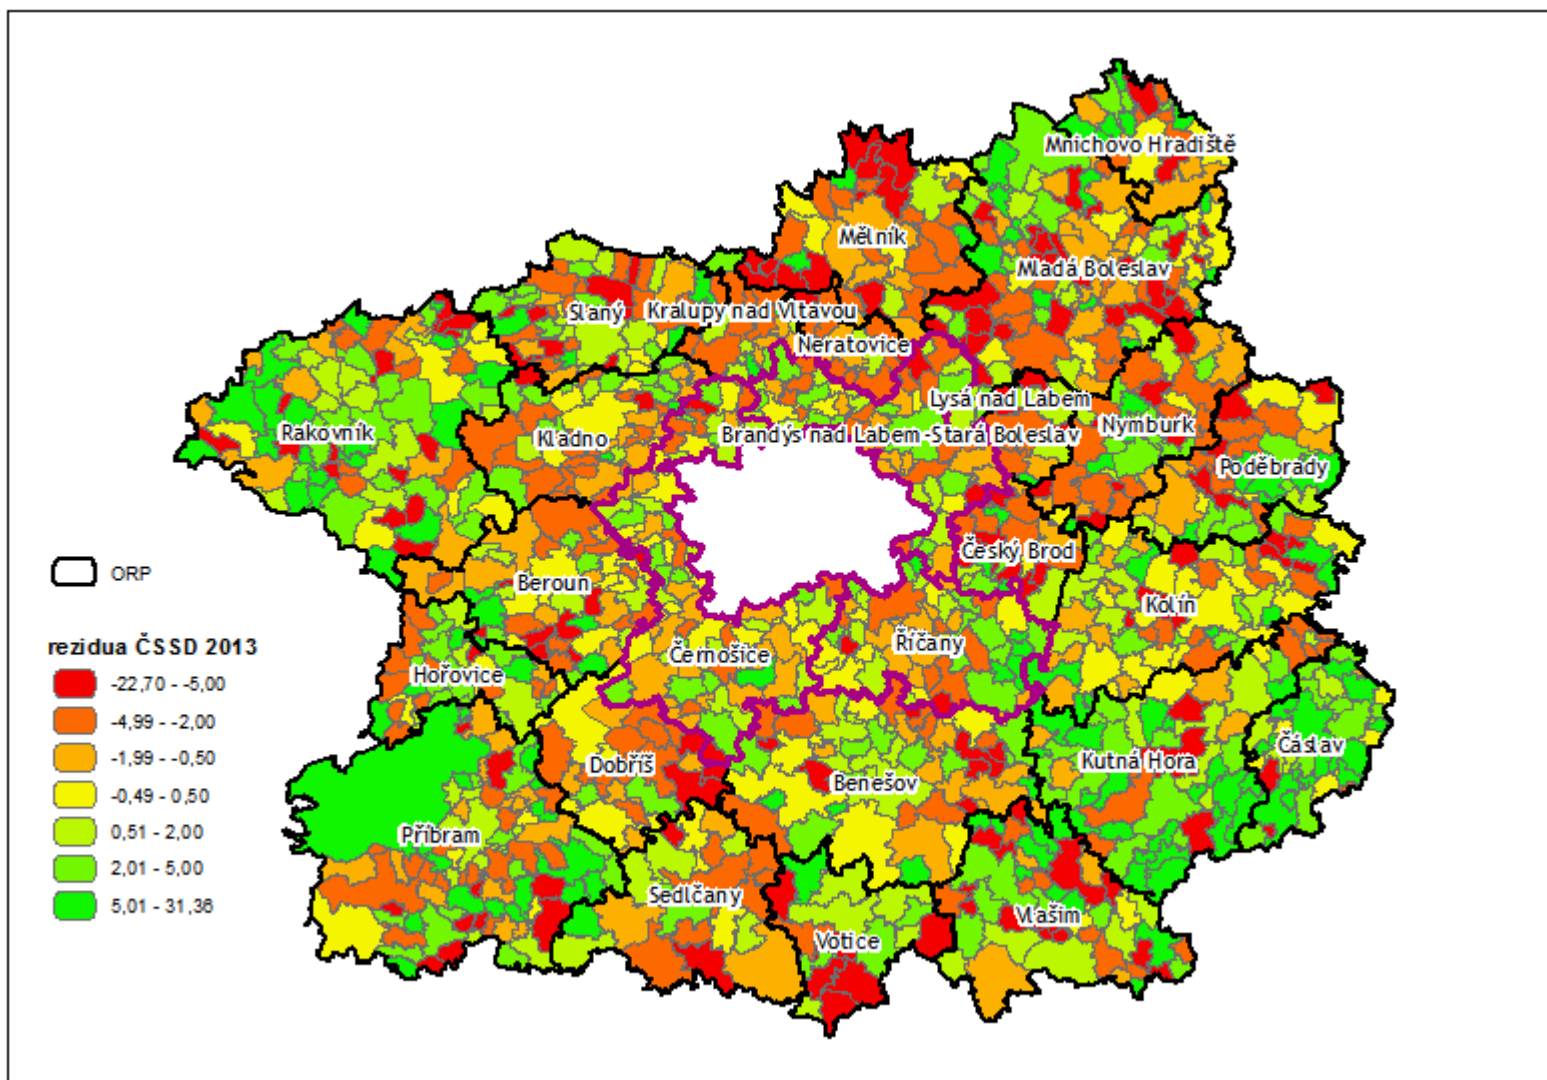 Mnichovo Hradiště
Mělník
Mladá Boleslav
Slaný
Kralupy nad Vltavou
Neratovice
Lysá nad Labem
Rakovník
Kladno
Brandýs nad Labem-Stará Boleslav
Nymburk
Poděbrady
Český Brod
ORP
Beroun
Kolín
rezidua ČSSD 2013
Černošice
Říčany
Hořovice
-22,70 - -5,00
-4,99 - -2,00
-1,99 - -0,50
-0,49 - 0,50
0,51 - 2,00
2,01 - 5,00
5,01 - 31,36
Dobříš
Benešov
Kutná Hora
Čáslav
Příbram
Sedlčany
Votice
Vlašim